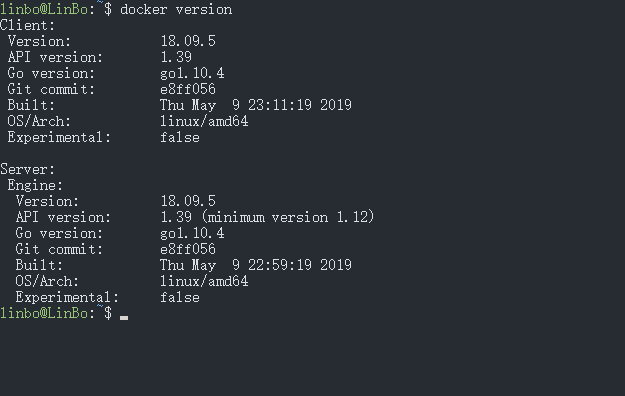 linbo@LinBo:~$ docker version
Client:
 Version:           18.09.5
 API version:       1.39
 Go version:        go1.10.4
 Git commit:        e8ff056
 Built:             Thu May  9 23:11:19 2019
 OS/Arch:           linux/amd64
 Experimental:      false

Server:
 Engine:
  Version:          18.09.5
  API version:      1.39 (minimum version 1.12)
  Go version:       go1.10.4
  Git commit:       e8ff056
  Built:            Thu May  9 22:59:19 2019
  OS/Arch:          linux/amd64
  Experimental:     false
linbo@LinBo:~$